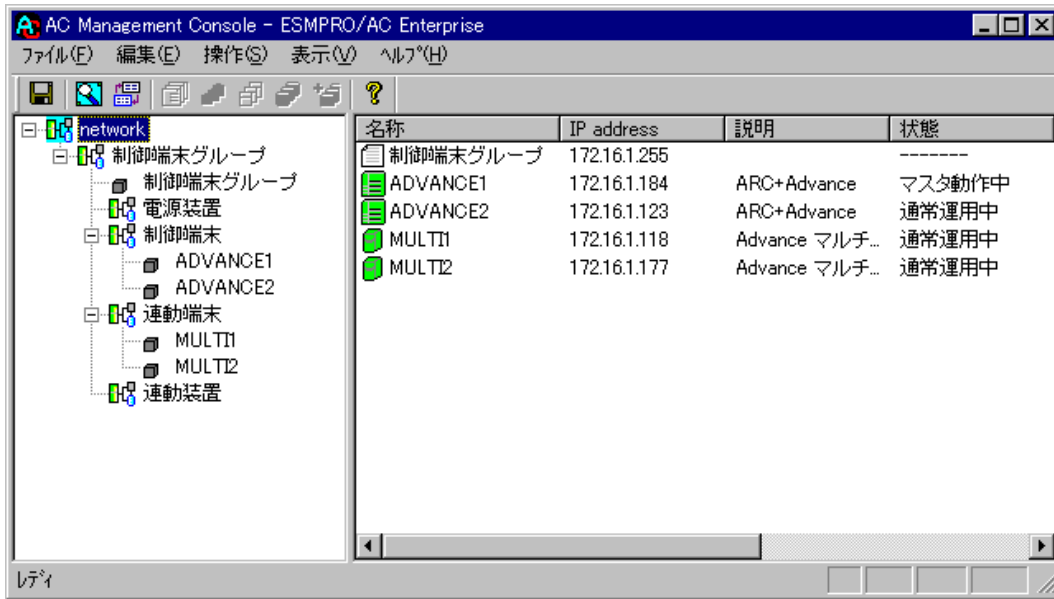 AC Management Console - ESMPRO/AC Enterprise
ﾌｧｲﾙ(F) 編集(E) 操作(S) 表示(V) ﾍﾙﾌﾟ(H)
network
制御端末グループ
制御端末グループ
電源装置
制御端末
ADVANCE1
ADVANCE2
連動端末
MULTI1
MULTI2
連動装置
名称 IP address 説明 状態
制御端末グループ 172.16.1.255 -------
ADVANCE1 172.16.1.184 ARC+Advance マスタ動作中
ADVANCE2 172.16.1.123 ARC+Advance 通常運用中
MULTI1 172.16.1.118 Advance マルチ... 通常運用中
MULTI2 172.16.1.177 Advance マルチ... 通常運用中
ﾚﾃﾞｨ